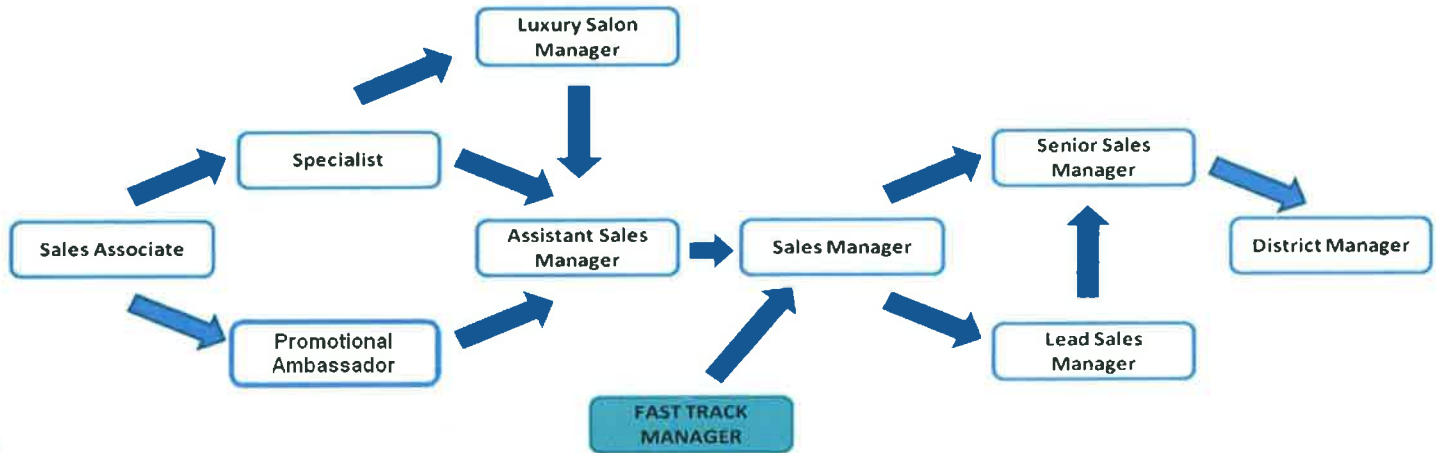 Luxury Salon
Manager
Specialist
Senior Sales
Manager
Sales Associate
Assistant Sales
Manager
Sales Manager
District Manager
Promotional
Ambassador
Lead Sales
Manager
FAST TRACK
MANAGER